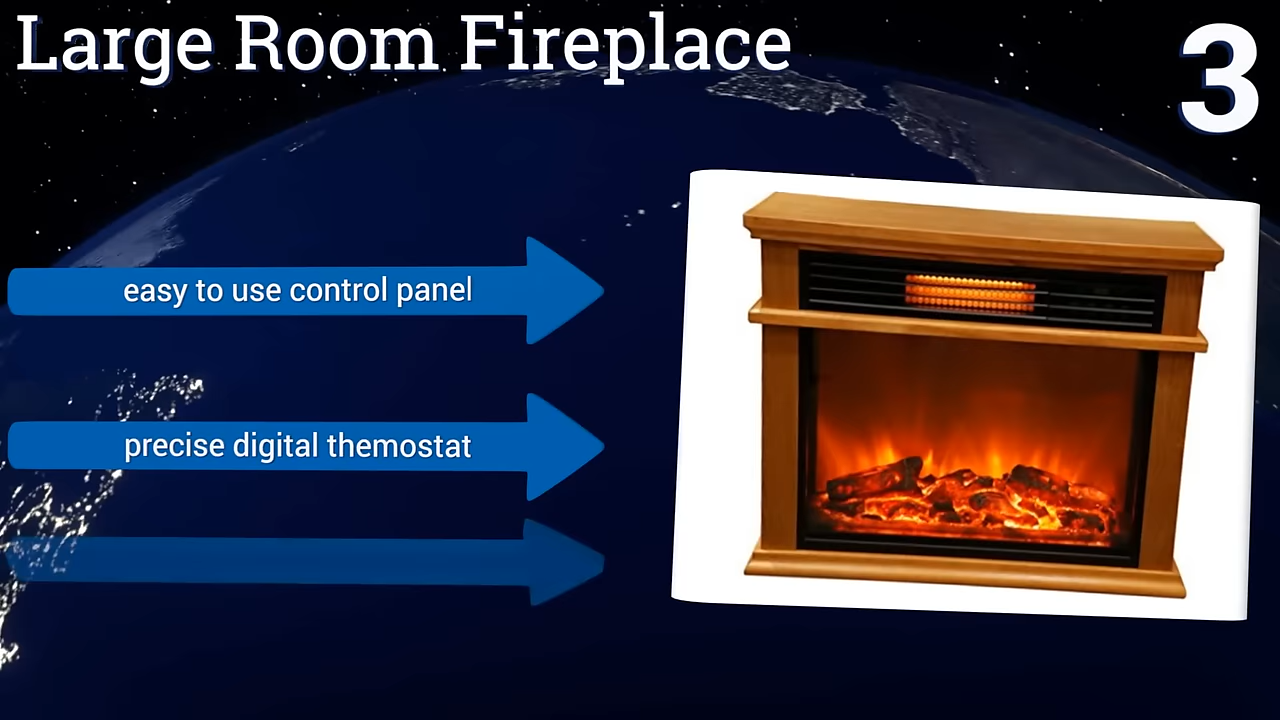 Large Room Fireplace
3
easy to use control panel
precise digital themostat